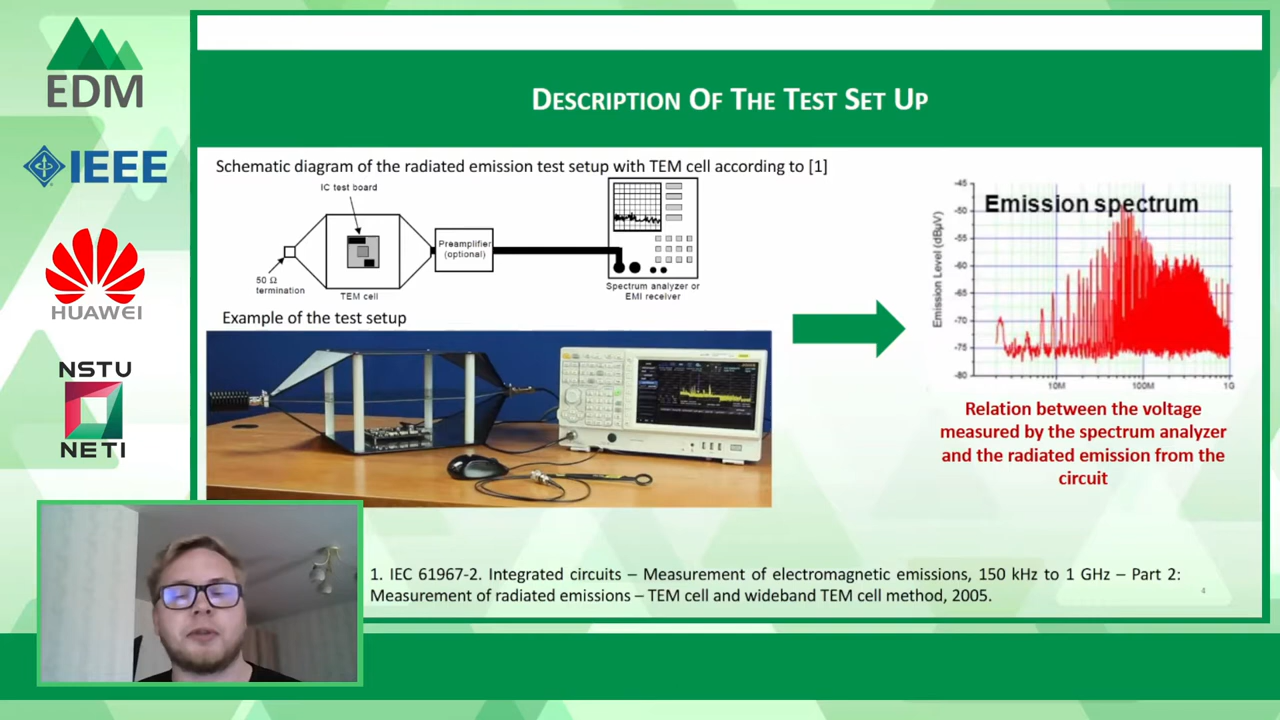 EDM
IEEE
HUAWEI
NSTU
NETI
DESCRIPTION OF THE TEST SET UP
Schematic diagram of the radiated emission test setup with TEM cell according to [1]
IC test board
50 Ω
termination
TEM cell
Preamplifier
(optional)
Spectrum analyzer or
EMI receiver
Example of the test setup
Emission spectrum
Emission Level (dBµV)
-45
-50
-55
-60
-65
-70
-75
-80
10M
100M
1G
Relation between the voltage
measured by the spectrum analyzer
and the radiated emission from the
circuit
1. IEC 61967-2. Integrated circuits – Measurement of electromagnetic emissions, 150 kHz to 1 GHz – Part 2:
Measurement of radiated emissions – TEM cell and wideband TEM cell method, 2005.
4